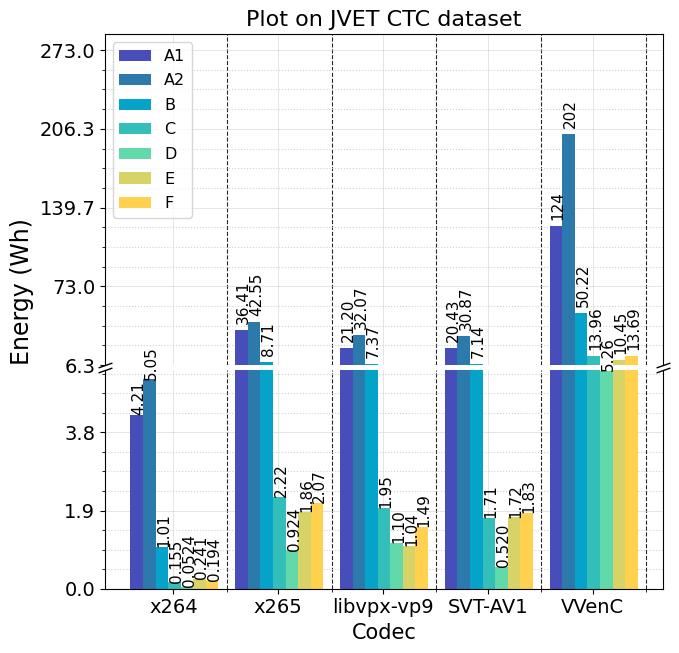 Plot on JVET CTC dataset
Energy (Wh)
273.0
206.3
139.7
73.0
6.3
3.8
1.9
0.0
A1
A2
B
C
D
E
F
4.21
5.05
1.01
0.155
0.0524
0.241
0.194
36.41
42.55
8.71
2.22
0.924
1.86
2.07
21.20
32.07
7.37
1.95
1.10
1.04
1.49
20.43
30.87
7.14
1.71
0.520
1.72
1.83
124
202
50.22
13.96
5.26
10.45
13.69
x264
x265
libvpx-vp9
SVT-AV1
VVenC
Codec